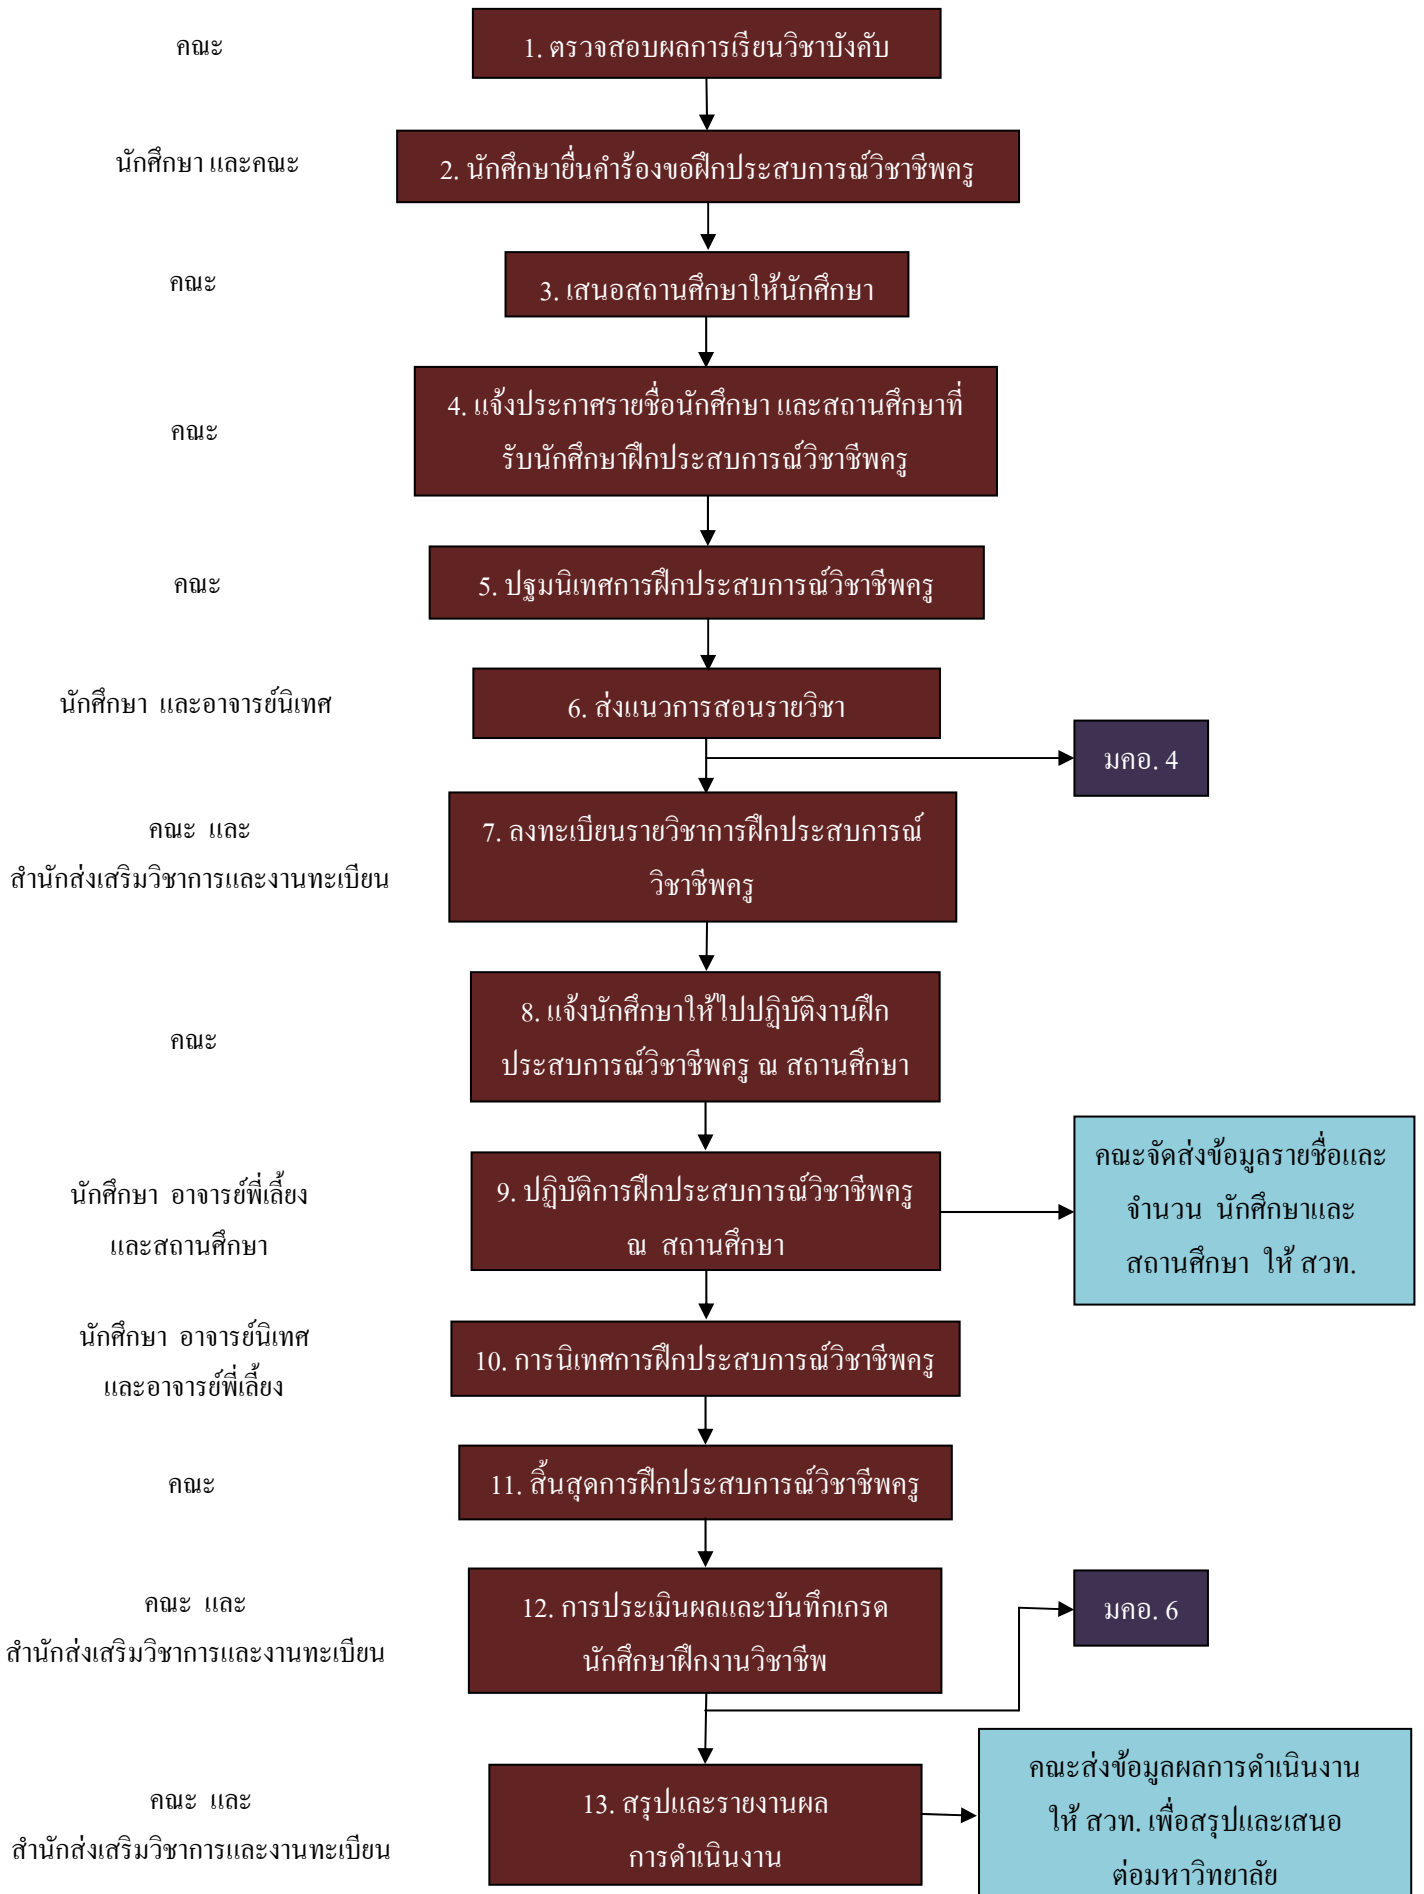 คณะ
1. ตรวจสอบผลการเรียนวิชาบังคับ
นักศึกษา และคณะ
2. นักศึกษายื่นคำร้องขอฝึกประสบการณ์วิชาชีพครู
คณะ
3. เสนอสถานศึกษาให้นักศึกษา
คณะ
4. แจ้งประกาศรายชื่อนักศึกษา และสถานศึกษาที่
รับนักศึกษาฝึกประสบการณ์วิชาชีพครู
คณะ
5. ปฐมนิเทศการฝึกประสบการณ์วิชาชีพครู
นักศึกษา และอาจารย์นิเทศ
6. ส่งแนวการสอนรายวิชา
มคอ. 4
คณะ และ
สำนักส่งเสริมวิชาการและงานทะเบียน
7. ลงทะเบียนรายวิชาการฝึกประสบการณ์
วิชาชีพครู
คณะ
8. แจ้งนักศึกษาให้ไปปฏิบัติงานฝึก
ประสบการณ์วิชาชีพครู ณ สถานศึกษา
นักศึกษา อาจารย์พี่เลี้ยง
และสถานศึกษา
9. ปฏิบัติการฝึกประสบการณ์วิชาชีพครู
ณ สถานศึกษา
คณะจัดส่งข้อมูลรายชื่อและ
จำนวน นักศึกษาและ
สถานศึกษา ให้ สวท.
นักศึกษา อาจารย์นิเทศ
และอาจารย์พี่เลี้ยง
10. การนิเทศการฝึกประสบการณ์วิชาชีพครู
คณะ
11. สิ้นสุดการฝึกประสบการณ์วิชาชีพครู
คณะ และ
สำนักส่งเสริมวิชาการและงานทะเบียน
12. การประเมินผลและบันทึกเกรด
นักศึกษาฝึกงานวิชาชีพ
มคอ. 6
คณะ และ
สำนักส่งเสริมวิชาการและงานทะเบียน
13. สรุปและรายงานผล
การดำเนินงาน
คณะส่งข้อมูลผลการดำเนินงาน
ให้ สวท. เพื่อสรุปและเสนอ
ต่อมหาวิทยาลัย